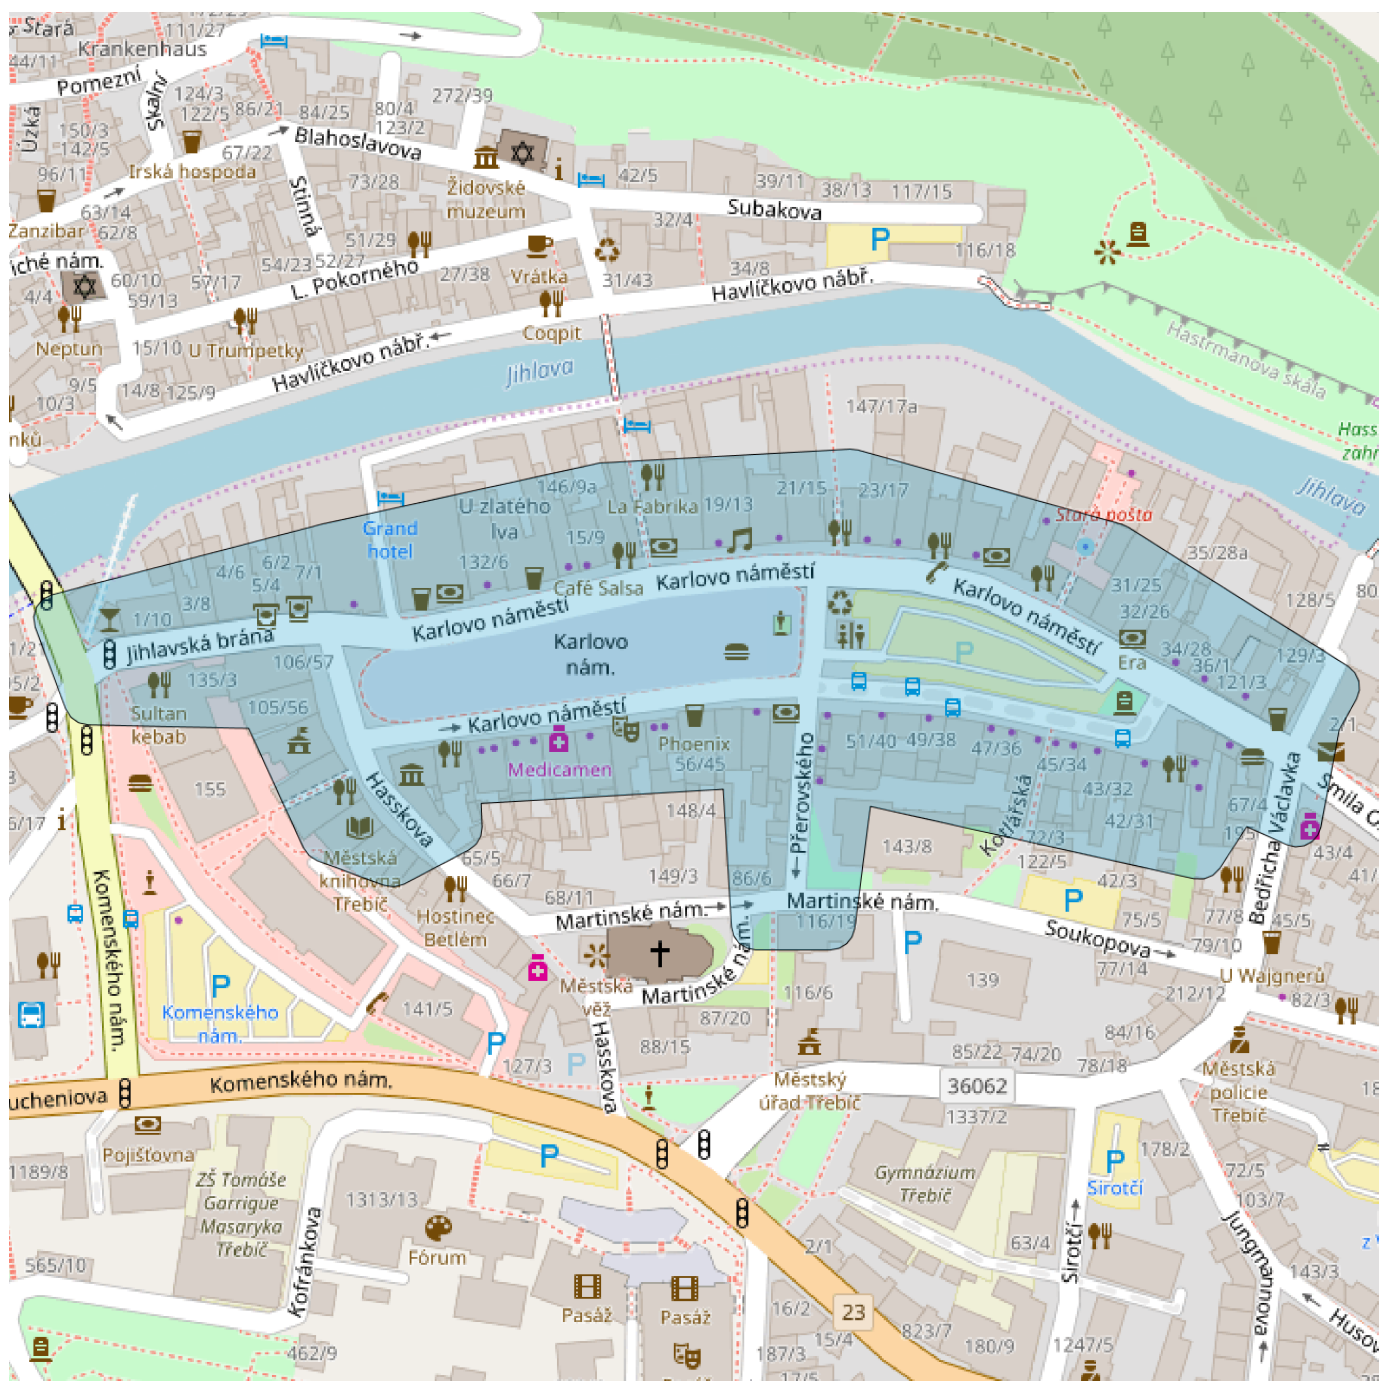 Stará
111/27
Krankenhaus
44/11
Pomezní
Skalní
Úzká
124/3
122/5
86/21
84/25
80/4
123/2
272/39
150/3
142/5
Blahoslavova
67/22
Irská hospoda
96/11
Židovské
muzeum
73/28
Stinná
42/5
39/11
38/13
117/15
Subakova
32/4
63/14
62/8
Zanzibar
51/29
52/27
54/23
57/17
L. Pokorného
27/38
Vrátka
31/43
34/8
116/18
Havlíčkovo nábř.
iché nám.
60/10
59/13
4/4
Neptun
15/10
U Trumpetky
Coqpit
Havlíčkovo nábř.
Jihlava
Hastrmanova skála
9/5
14/8
125/9
10/3
nků
147/17a
Hass
zahr
Jihlava
146/9a
U zlatého
lva
La Fabrika
19/13
21/15
23/17
Stará pošta
Grand
hotel
15/9
132/6
Café Salsa
Karlovo náměstí
35/28a
6/2
7/1
4/6
5/4
3/8
1/10
Jihlavská brána
Karlovo náměstí
Karlovo
nám.
Karlovo náměstí
31/25
32/26
Era
34/28
36/1
121/3
129/3
128/5
80
1/2
5/2
106/57
135/3
105/56
Sultan
kebab
Karlovo náměstí
Phoenix
56/45
Medicamen
51/40
49/38
47/36
45/34
43/32
42/31
67/4
195
2/1
Smila O
43/4
155
6/17
Hasskova
148/4
Přerovského
Kotlářská
72/3
143/8
122/5
42/3
Bedřicha Václavka
Městská
knihovna
Třebíč
65/5
66/7
68/11
149/3
86/6
Martinské nám.
Martinské nám.
116/19
75/5
77/8
45/5
79/10
77/14
Soukopova
U Wajgnerů
Hostinec
Betlém
Městská
věž
Martinské nám.
116/6
139
212/12
82/3
Komenského nám.
P
Komenského
nám.
141/5
87/20
88/15
127/3
Hasskova
84/16
85/22
74/20
78/18
Městský
úřad Třebíč
36062
Městská
policie
Třebíč
ucheniova
Komenského nám.
Pojišťovna
1189/8
ZŠ Tomáše
Garrigue
Masaryka
Třebíč
1313/13
Fórum
Kofránkova
565/10
462/9
Pasáž
Pasáž
1337/2
Gymnázium
Třebíč
178/2
Sirotčí
72/5
103/7
2/1
63/4
Sirotčí
Jungmannova
143/3
Husov
16/2
15/4
23
823/7
180/9
187/3
17/5
1247/5
z V